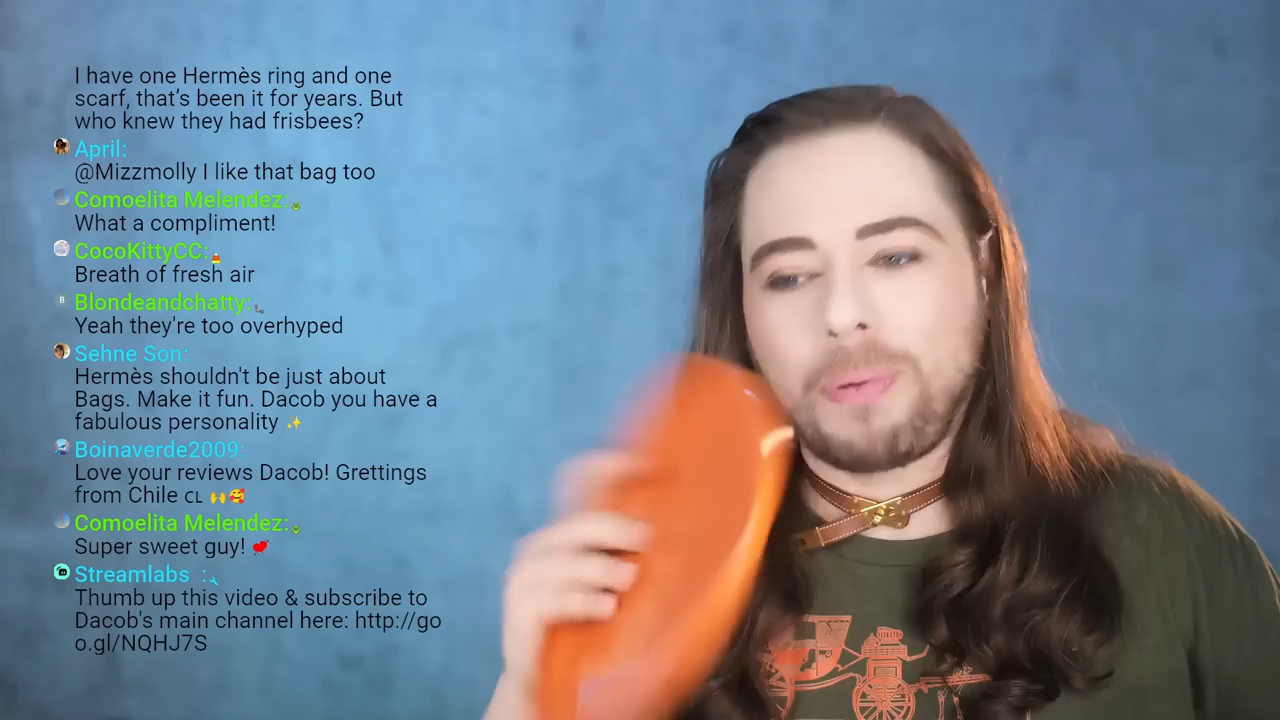 I have one Hermès ring and one
scarf, that's been it for years. But
who knew they had frisbees?
April:
@Mizzmolly I like that bag too
Comoelita Melendez:
What a compliment!
CocoKittyCC:
Breath of fresh air
B Blondeandchatty:
Yeah they're too overhyped
Sehne Son:
Hermès shouldn't be just about
Bags. Make it fun. Dacob you have a
fabulous personality ✨
Boinaverde2009:
Love your reviews Dacob! Grettings
from Chile CL 🙌🥰
Comoelita Melendez:
Super sweet guy! 💘
Streamlabs :
Thumb up this video & subscribe to
Dacob's main channel here: http://go
o.gl/NQHJ7S